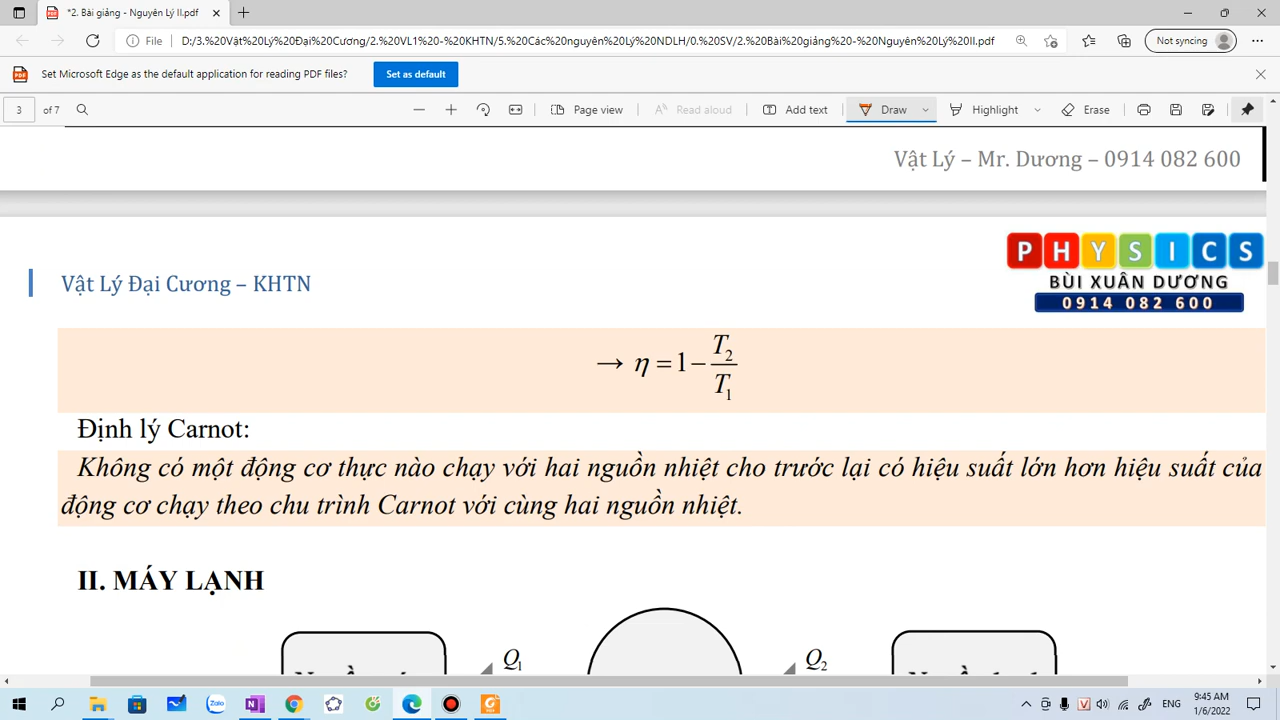 *2. Bài giảng - Nguyên Lý II.pdf
File D:/3.%20Vật%20Lý%20Đại%20Cương/2.%20VL1%20-%20KHTN/5.%20Các%20nguyên%20Lý%20NDLH/0.%20SV/2.%20Bài%20giảng%20-%20Nguyên%20Lý%20II.pdf Not syncing
Set Microsoft Edge as the default application for reading PDF files? Set as default
3 of 7 Page view Read aloud Add text Draw Highlight Erase
Vật Lý – Mr. Dương – 0914 082 600
PHYSICS
BÙI XUÂN DƯƠNG
0914 082 600
Vật Lý Đại Cương – KHTN
→ η = 1 − T₂/T₁
Định lý Carnot:
Không có một động cơ thực nào chạy với hai nguồn nhiệt cho trước lại có hiệu suất lớn hơn hiệu suất của
động cơ chạy theo chu trình Carnot với cùng hai nguồn nhiệt.
II. MÁY LẠNH
Q₁ Q₂
Zalo
ENG
9:45 AM
1/6/2022